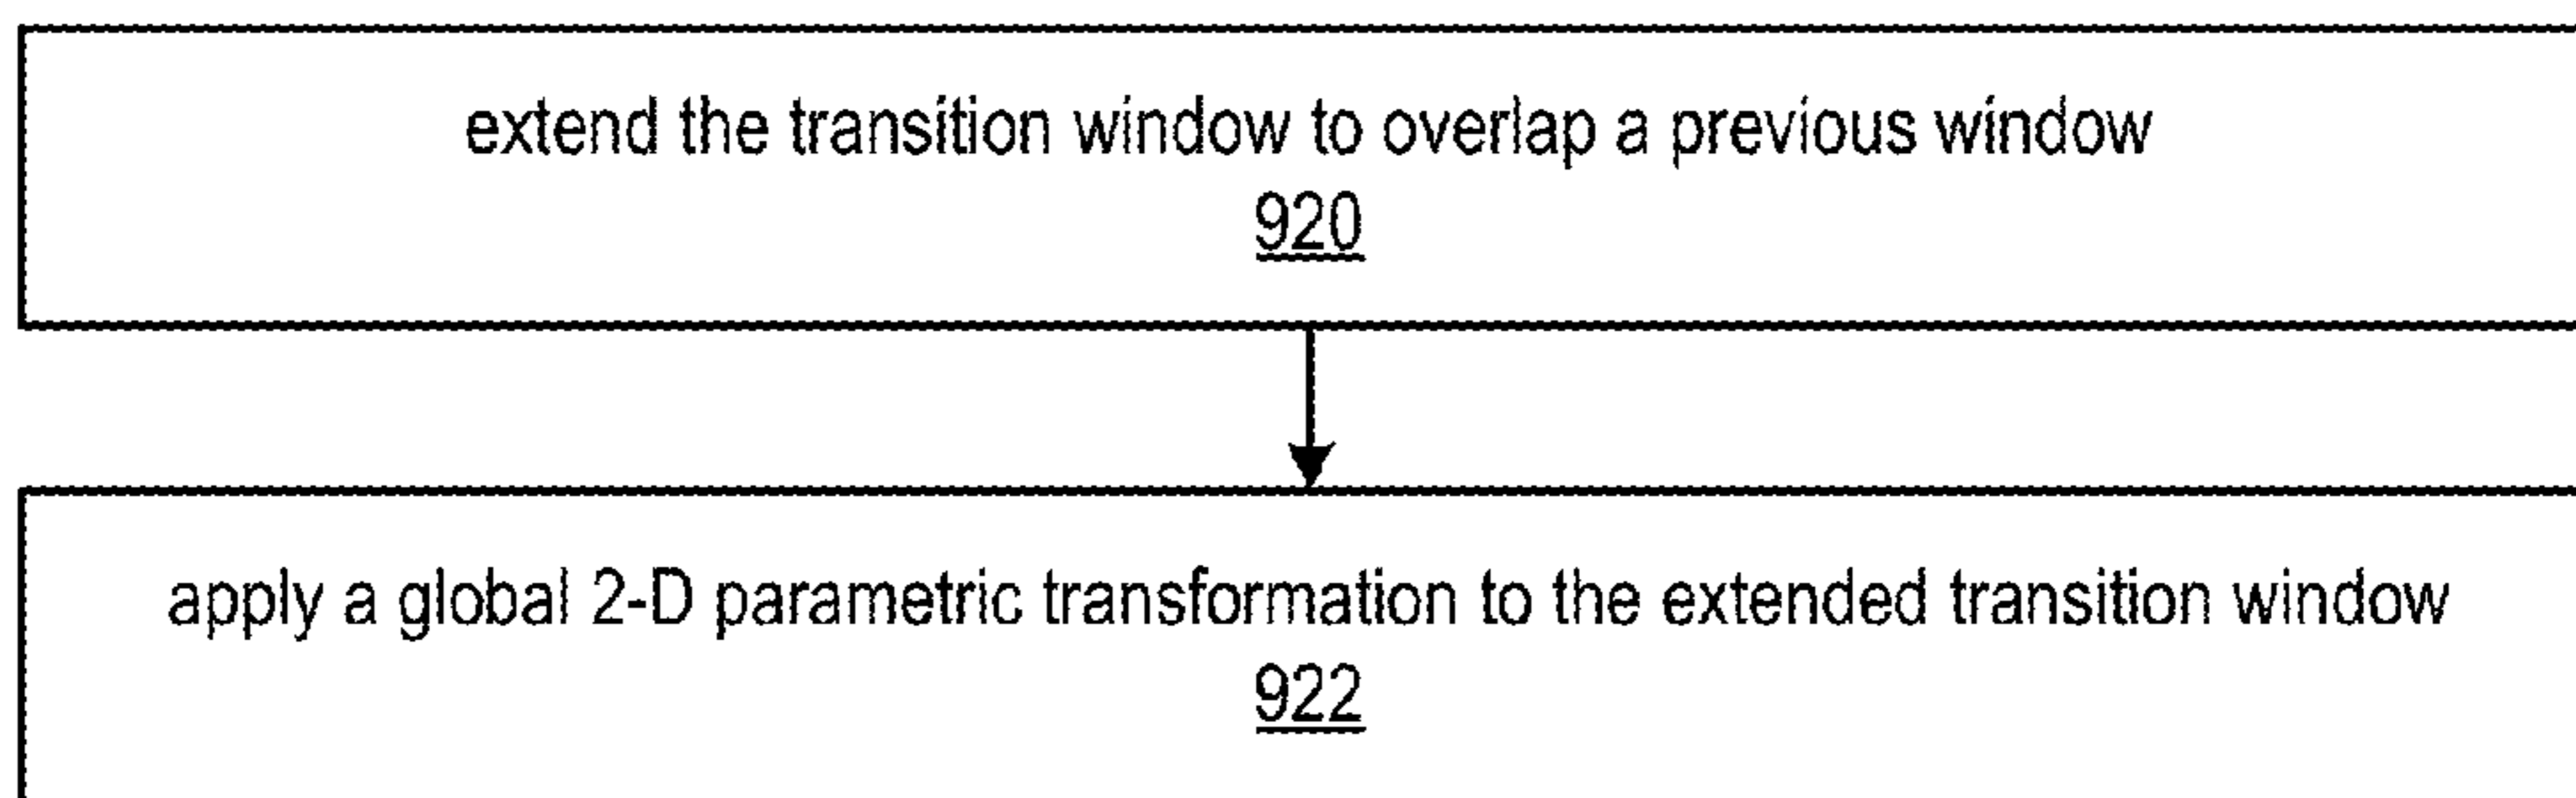 extend the transition window to overlap a previous window
920
apply a global 2-D parametric transformation to the extended transition window
922